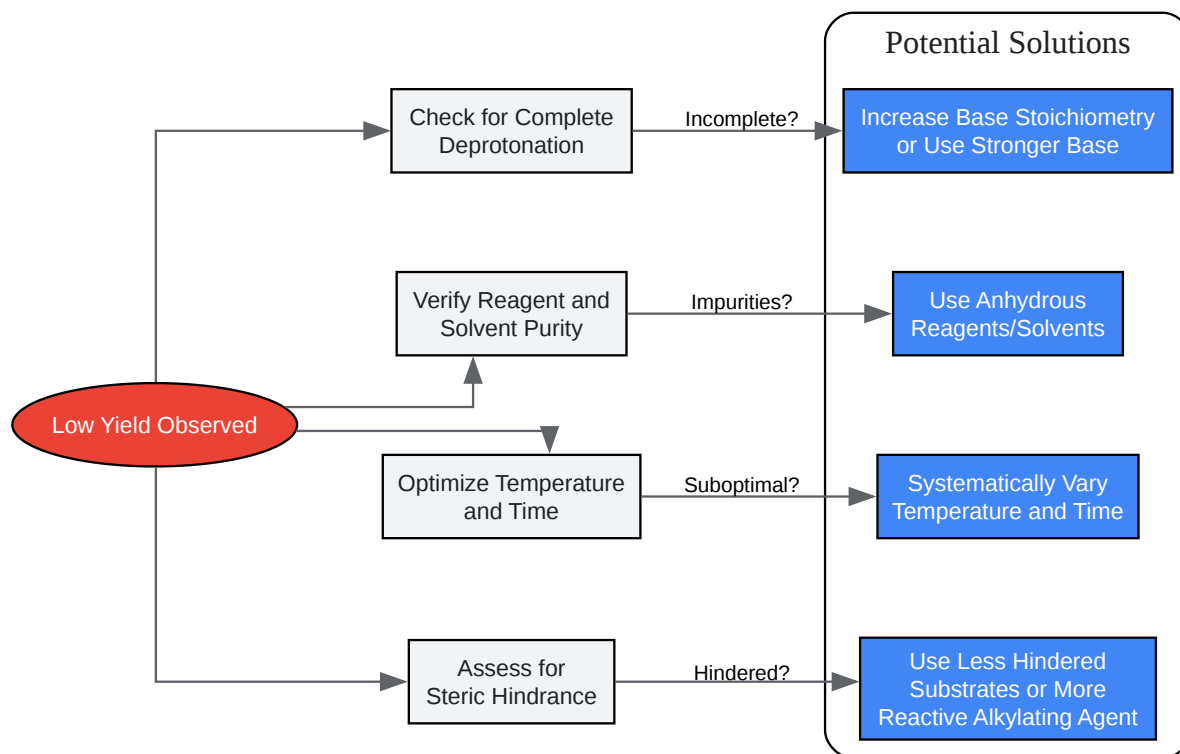 Potential Solutions
Check for Complete
Deprotonation
Incomplete?
Increase Base Stoichiometry
or Use Stronger Base
Verify Reagent and
Solvent Purity
Impurities?
Use Anhydrous
Reagents/Solvents
Low Yield Observed
Optimize Temperature
and Time
Suboptimal?
Systematically Vary
Temperature and Time
Assess for
Steric Hindrance
Hindered?
Use Less Hindered
Substrates or More
Reactive Alkylating Agent